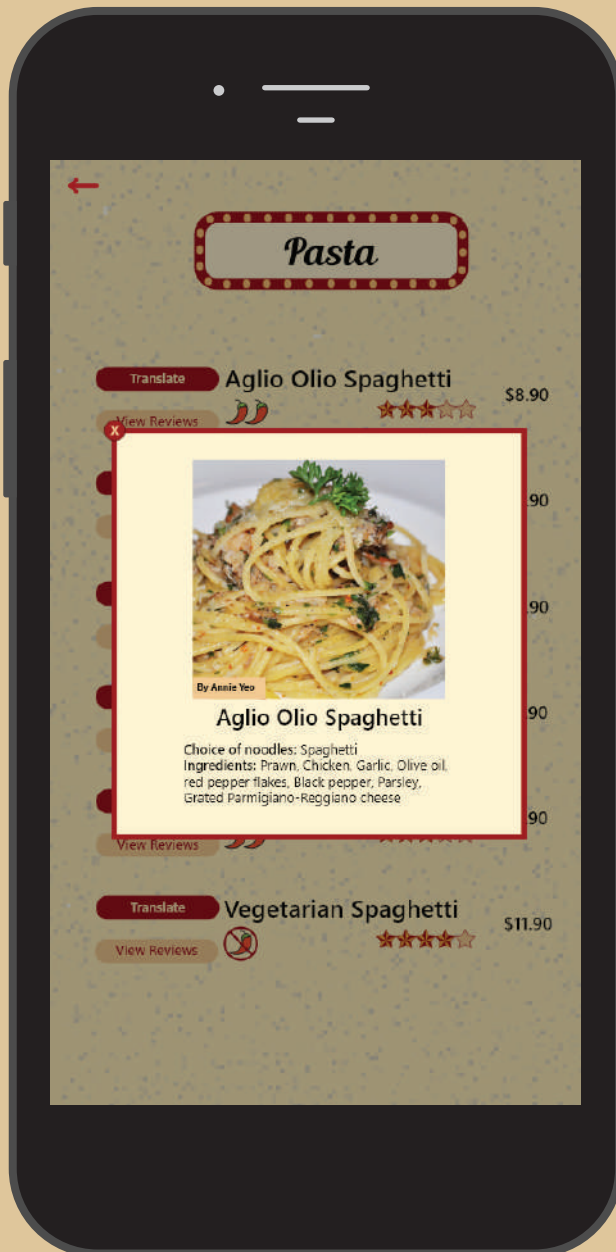 Pasta
Translate
Aglio Olio Spaghetti
$8.90
View Reviews
X
.90
.90
By Annie Yeo
90
Aglio Olio Spaghetti
Choice of noodles: Spaghetti
Ingredients: Prawn, Chicken, Garlic, Olive oil,
red pepper flakes, Black pepper, Parsley,
Grated Parmigiano-Reggiano cheese
.90
View Reviews
Translate
Vegetarian Spaghetti
$11.90
View Reviews